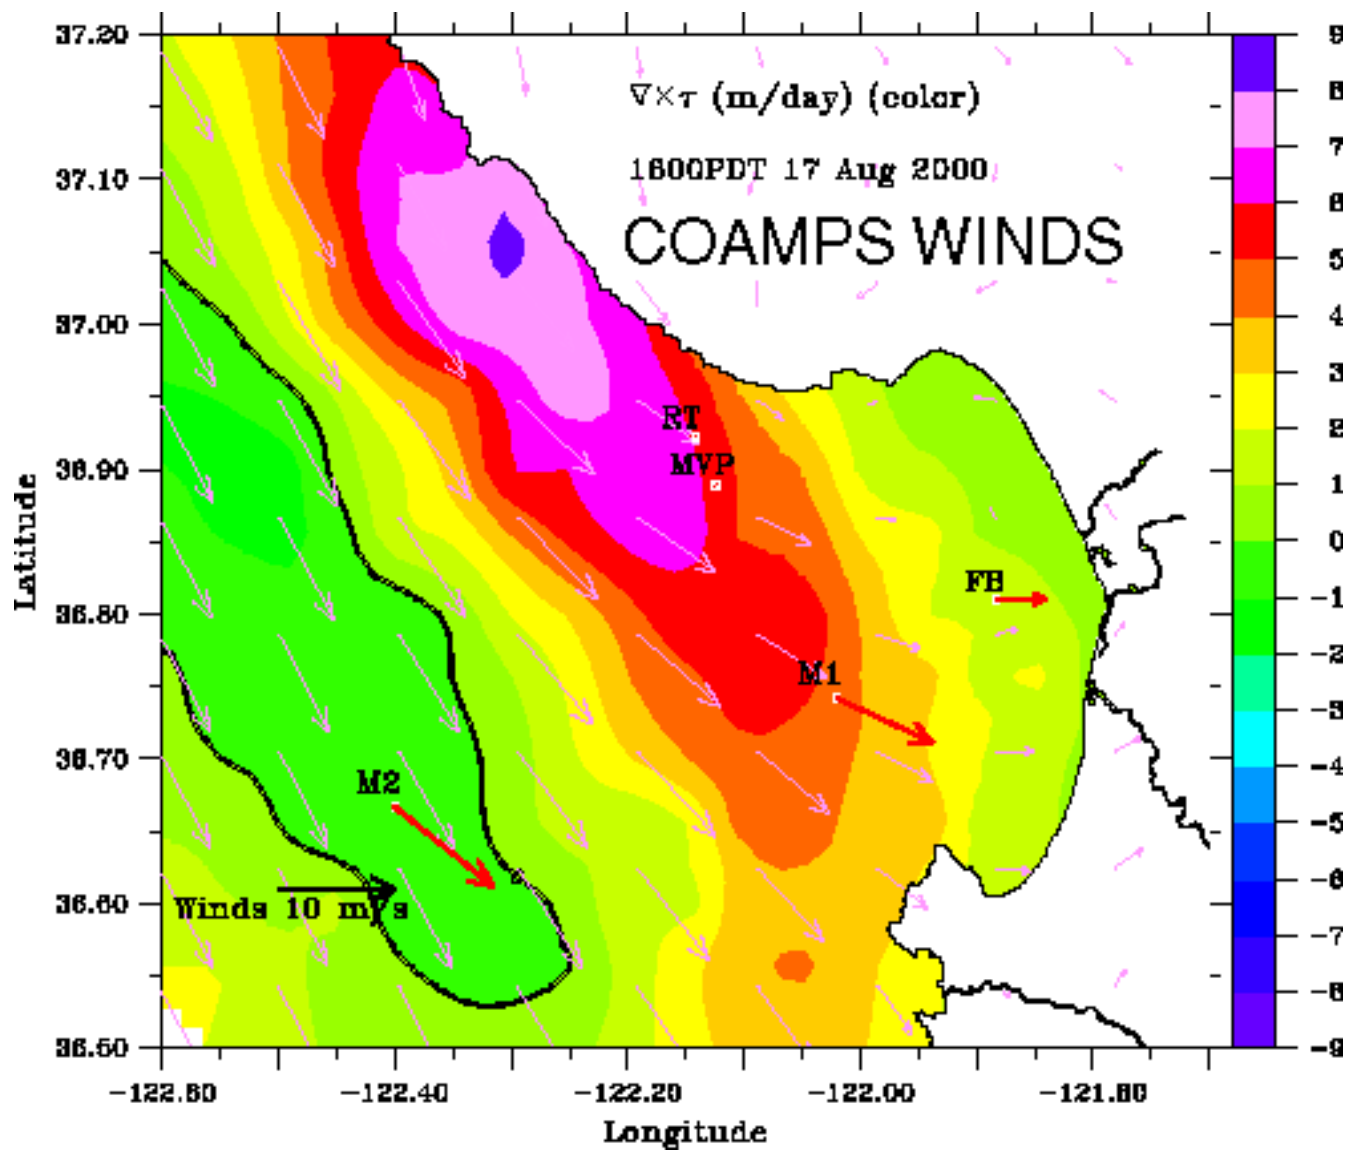 37.20
37.10
37.00
36.90
36.80
36.70
36.60
36.50
Latitude
∇×τ (m/day) (color)
1600PDT 17 Aug 2000
COAMPS WINDS
RT
MVP
FB
M1
M2
Winds 10 m/s
-122.60 -122.40 -122.20 -122.00 -121.80
Longitude
9
8
7
6
5
4
3
2
1
0
-1
-2
-3
-4
-5
-6
-7
-8
-9